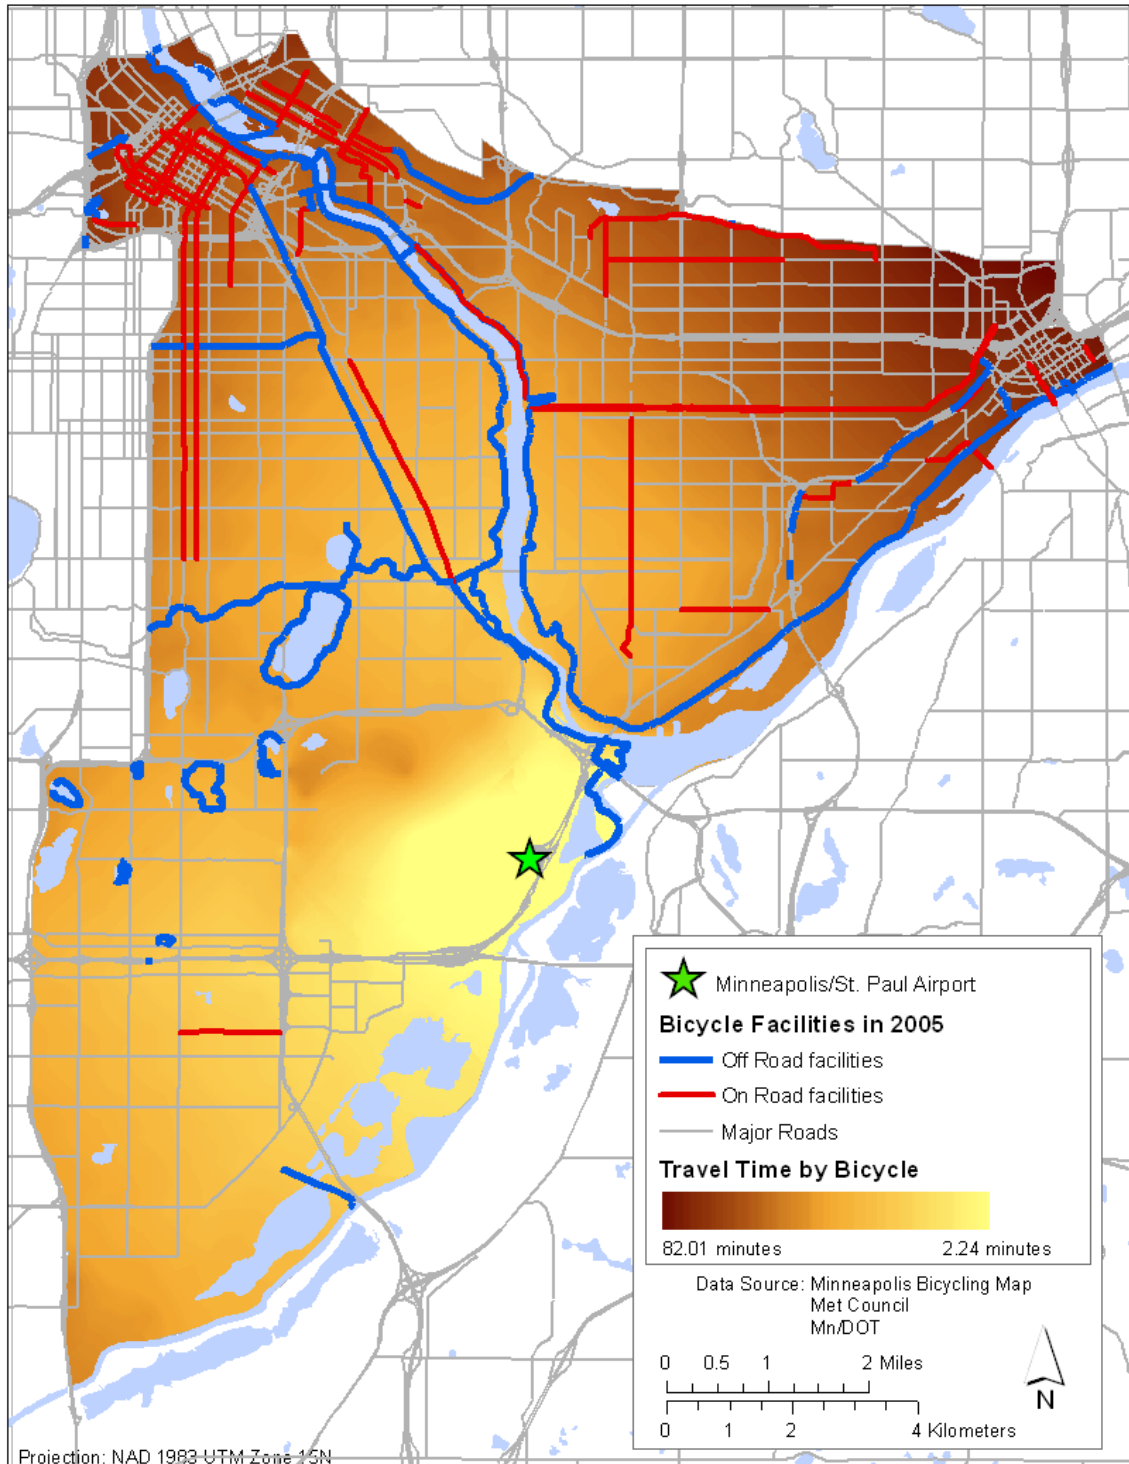 Minneapolis/St. Paul Airport
Bicycle Facilities in 2005
Off Road facilities
On Road facilities
Major Roads
Travel Time by Bicycle
82.01 minutes 2.24 minutes
Data Source: Minneapolis Bicycling Map
Met Council
Mn/DOT
0 0.5 1 2 Miles
0 1 2 4 Kilometers
N
Projection: NAD 1983 UTM Zone 15N